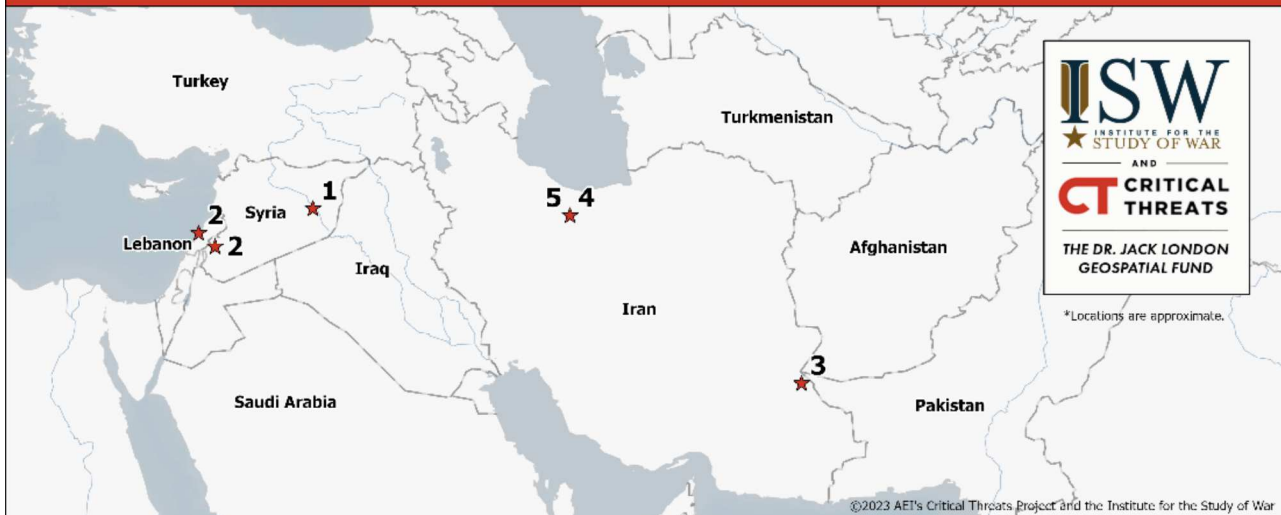 Turkey
Turkmenistan
ISW
INSTITUTE FOR THE
STUDY OF WAR
AND
CT CRITICAL
THREATS
THE DR. JACK LONDON
GEOSPATIAL FUND
*Locations are approximate.
1
Syria
2
Lebanon
2
Iraq
5 4
Afghanistan
Iran
3
Saudi Arabia
Pakistan
©2023 AEI's Critical Threats Project and the Institute for the Study of War